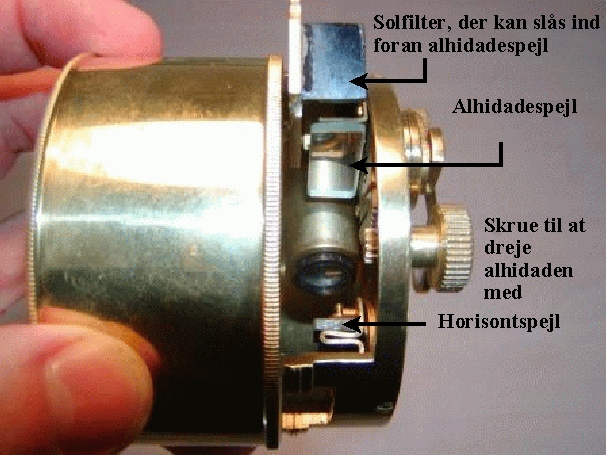 Solfilter, der kan slås ind
foran alhidadespejl
Alhidadespejl
Skrue til at
dreje
alhidaden
med
Horisontspejl